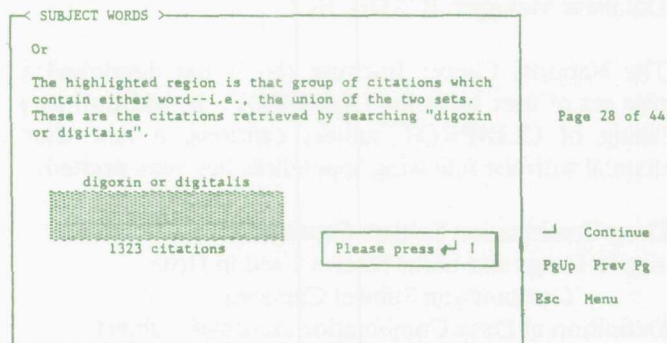 SUBJECT WORDS
Or
The highlighted region is that group of citations which
contain either word--i.e., the union of the two sets.
These are the citations retrieved by searching "digoxin
or digitalis".
Page 28 of 44
digoxin or digitalis
1323 citations
Please press ↵ !
┘ Continue
PgUp Prev Pg
Esc Menu